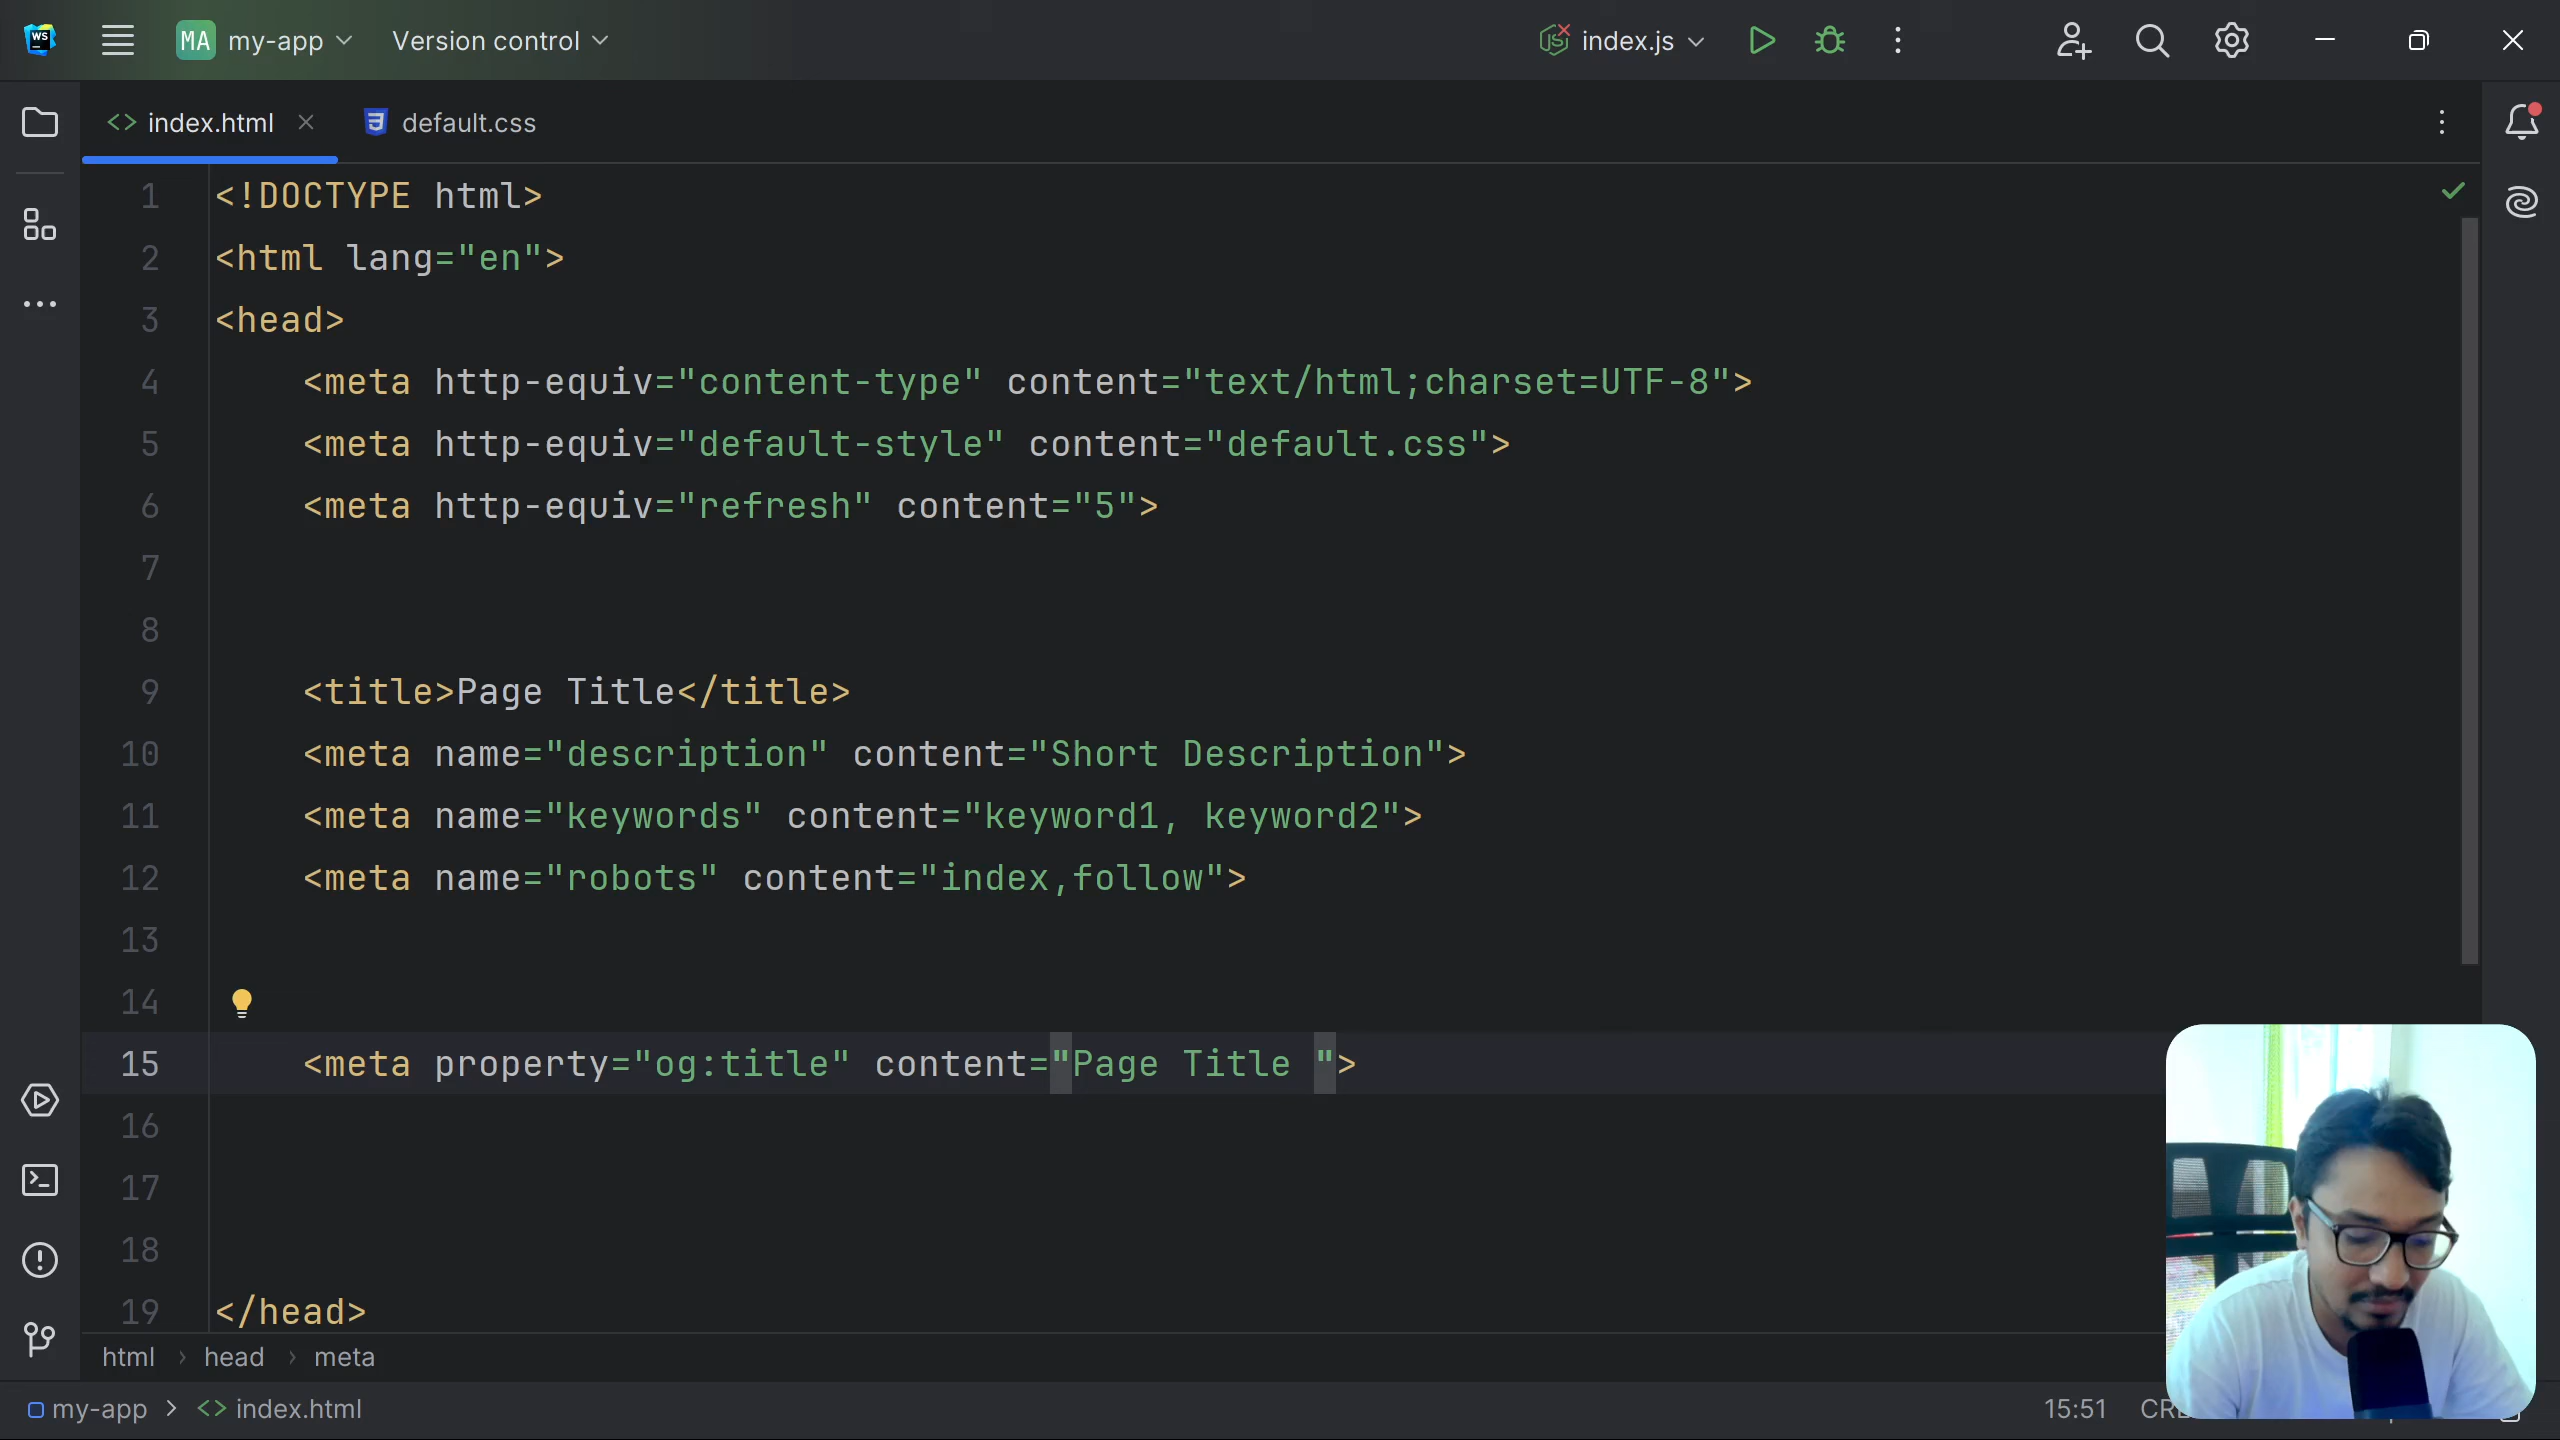 WS
MA my-app Version control index.js
index.html default.css
1 <!DOCTYPE html>
2 <html lang="en">
3 <head>
4 <meta http-equiv="content-type" content="text/html;charset=UTF-8">
5 <meta http-equiv="default-style" content="default.css">
6 <meta http-equiv="refresh" content="5">
7
8
9 <title>Page Title</title>
10 <meta name="description" content="Short Description">
11 <meta name="keywords" content="keyword1, keyword2">
12 <meta name="robots" content="index,follow">
13
14
15 <meta property="og:title" content="Page Title ">
16
17
18
19 </head>
html › head › meta
my-app > index.html 15:51